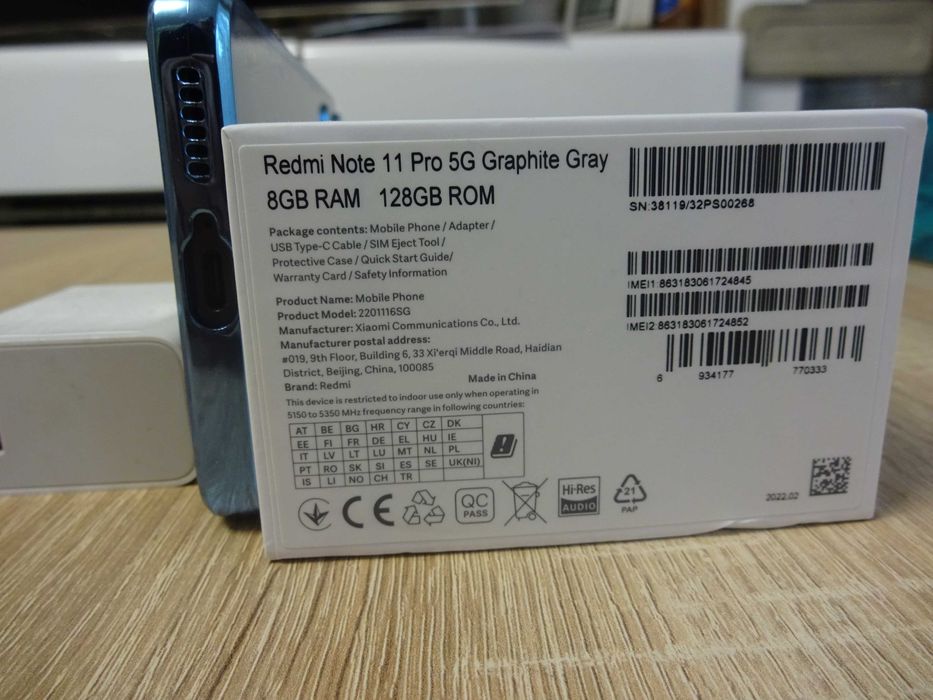 Redmi Note 11 Pro 5G Graphite Gray
8GB RAM 128GB ROM
Package contents: Mobile Phone / Adapter /
USB Type-C Cable / SIM Eject Tool /
Protective Case / Quick Start Guide/
Warranty Card / Safety Information
Product Name: Mobile Phone
Product Model: 2201116SG
Manufacturer: Xiaomi Communications Co., Ltd.
Manufacturer postal address:
#019, 9th Floor, Building 6, 33 Xi'erqi Middle Road, Haidian
District, Beijing, China, 100085
Brand: Redmi
Made in China
This device is restricted to indoor use only when operating in
5150 to 5350 MHz frequency range in following countries:
AT BE BG HR CY CZ DK
EE FI FR DE EL HU IE
IT LV LT LU MT NL PL
PT RO SK SI ES SE UK(NI)
IS LI NO CH TR
SN:38119/32PS00268
IMEI1:863183061724845
IMEI2:863183061724852
6 934177 770333
2022.02
CE
QC
PASS
Hi-Res
AUDIO
21
PAP